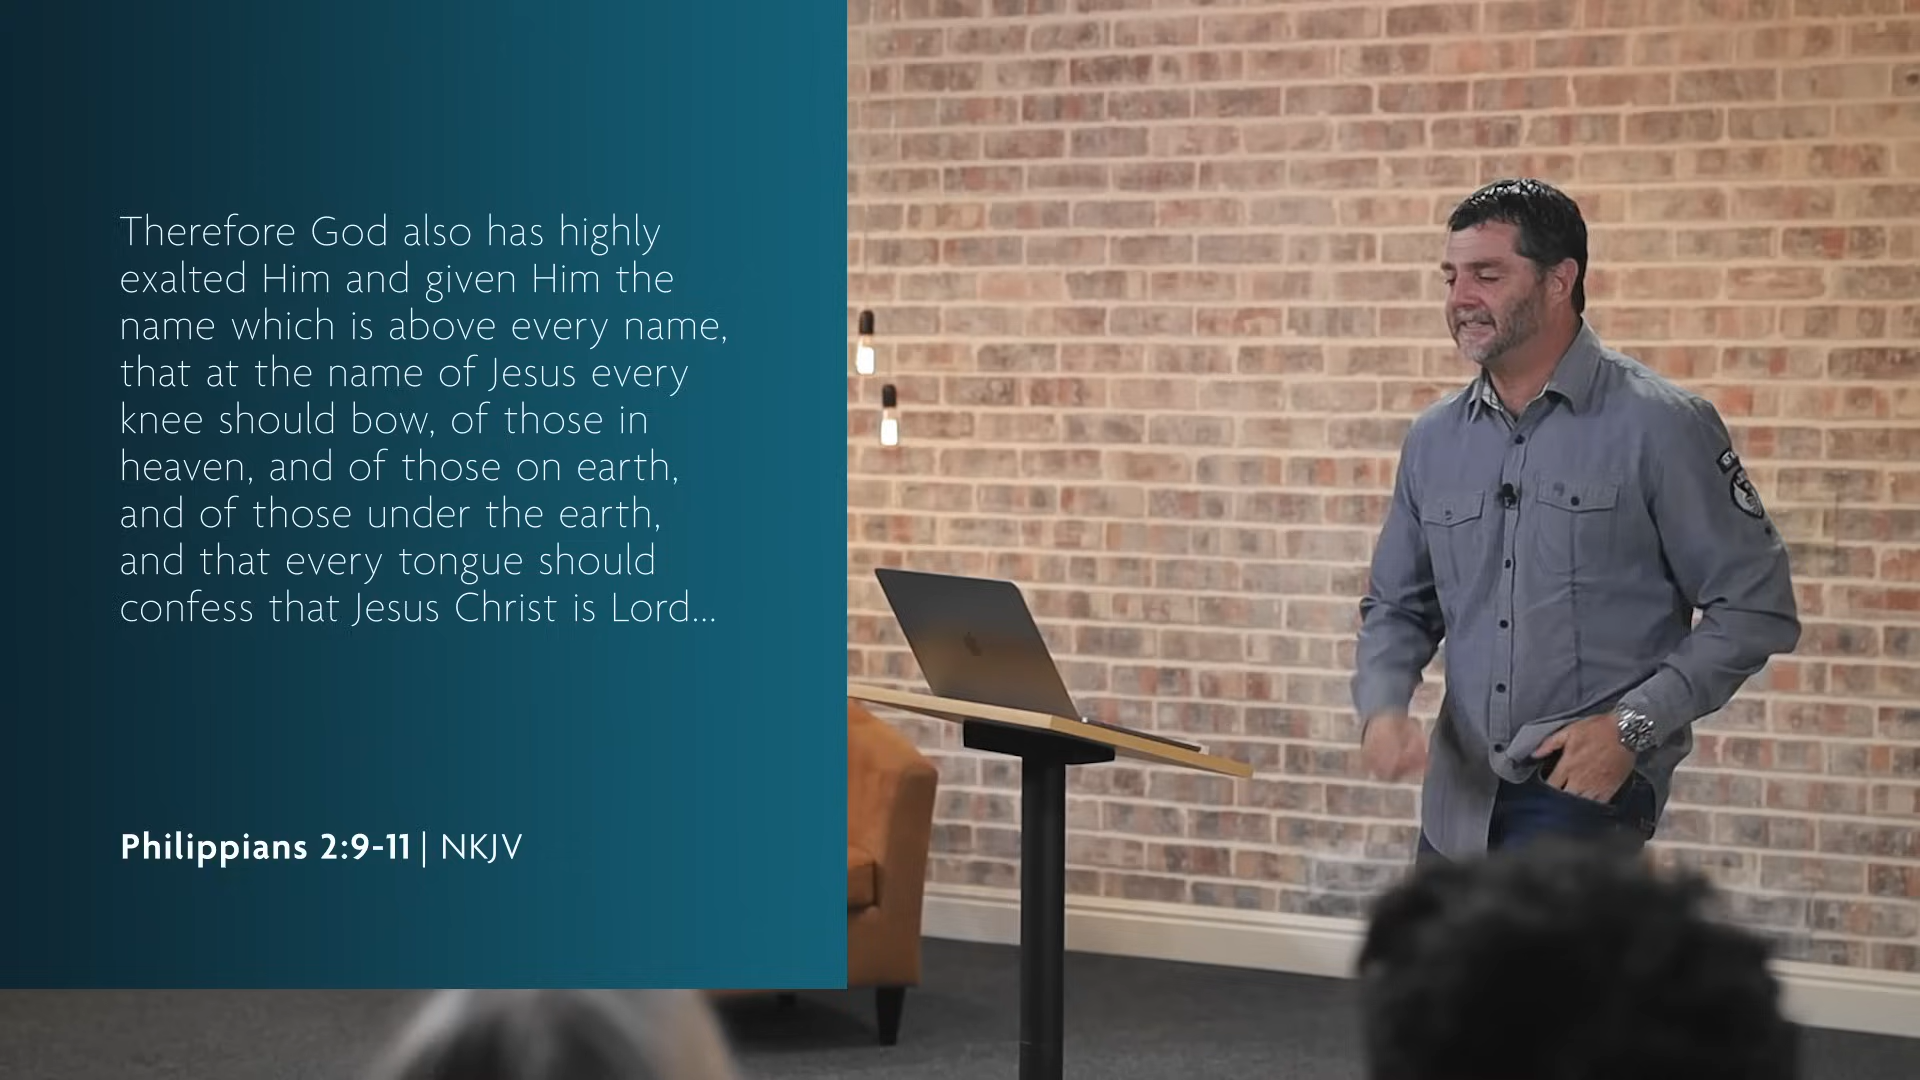 Therefore God also has highly
exalted Him and given Him the
name which is above every name,
that at the name of Jesus every
knee should bow, of those in
heaven, and of those on earth,
and of those under the earth,
and that every tongue should
confess that Jesus Christ is Lord...
Philippians 2:9-11 | NKJV